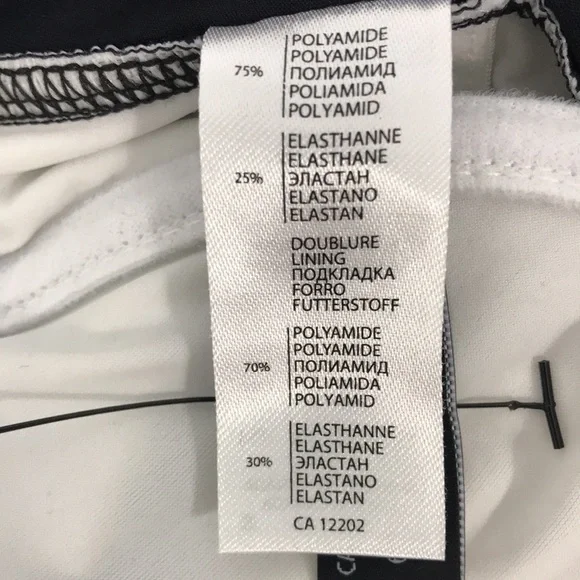 75%
POLYAMIDE
POLYAMIDE
ПОЛИАМИД
POLIAMIDA
POLYAMID
25%
ELASTHANNE
ELASTHANE
ЭЛАСТАН
ELASTANO
ELASTAN
DOUBLURE
LINING
ПОДКЛАДКА
FORRO
FUTTERSTOFF
70%
POLYAMIDE
POLYAMIDE
ПОЛИАМИД
POLIAMIDA
POLYAMID
30%
ELASTHANNE
ELASTHANE
ЭЛАСТАН
ELASTANO
ELASTAN
CA 12202